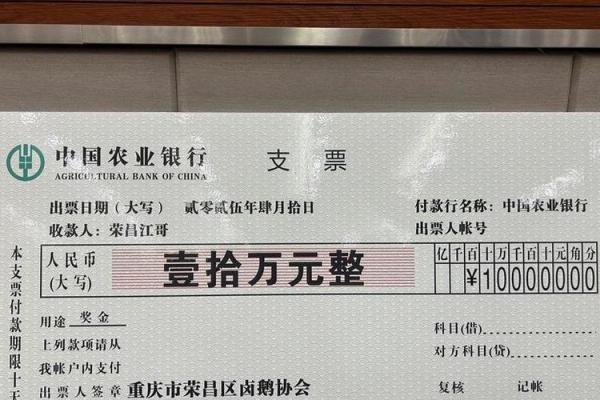 中国农业银行 支票
AGRICULTURAL BANK OF CHINA
出票日期(大写) 贰零贰伍年肆月拾日 付款行名称:中国农业银行
收款人:荣昌江哥 出票人帐号
人民币
(大写)
壹拾万元整
亿千百十万千百十元角分
¥10000000
本支票付款期限十天
用途 奖金
上列款项请从
我帐户内支付
出票人签章 重庆市荣昌区卤鹅协会
科目(借)
对方科目(贷)
复核 记帐